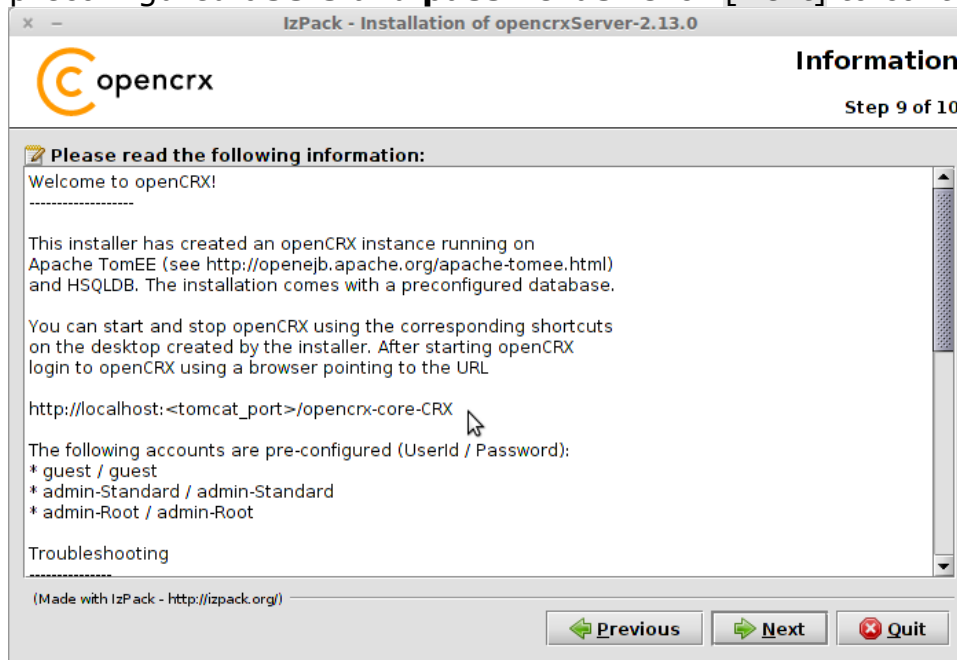 preconfigured users and
IzPack - Installation of opencrxServer-2.13.0
opencrx
Information
Step 9 of 10
Please read the following information:
Welcome to openCRX!
-------------------
This installer has created an openCRX instance running on
Apache TomEE (see http://openejb.apache.org/apache-tomee.html)
and HSQLDB. The installation comes with a preconfigured database.
You can start and stop openCRX using the corresponding shortcuts
on the desktop created by the installer. After starting openCRX
login to openCRX using a browser pointing to the URL
http://localhost:<tomcat_port>/opencrx-core-CRX
The following accounts are pre-configured (UserId / Password):
* guest / guest
* admin-Standard / admin-Standard
* admin-Root / admin-Root
Troubleshooting
---------------
(Made with IzPack - http://izpack.org/)
Previous
Next
Quit